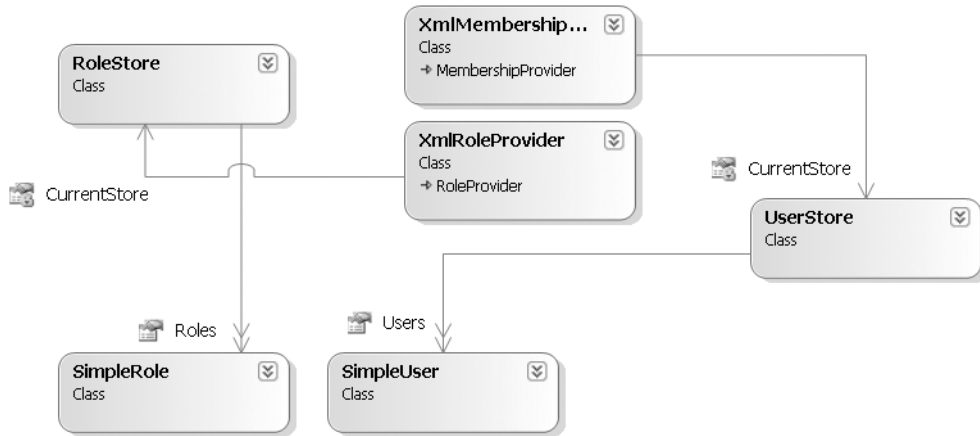 RoleStore
Class
XmlMembership...
Class
MembershipProvider
XmlRoleProvider
Class
RoleProvider
CurrentStore
CurrentStore
UserStore
Class
Roles
Users
SimpleRole
Class
SimpleUser
Class